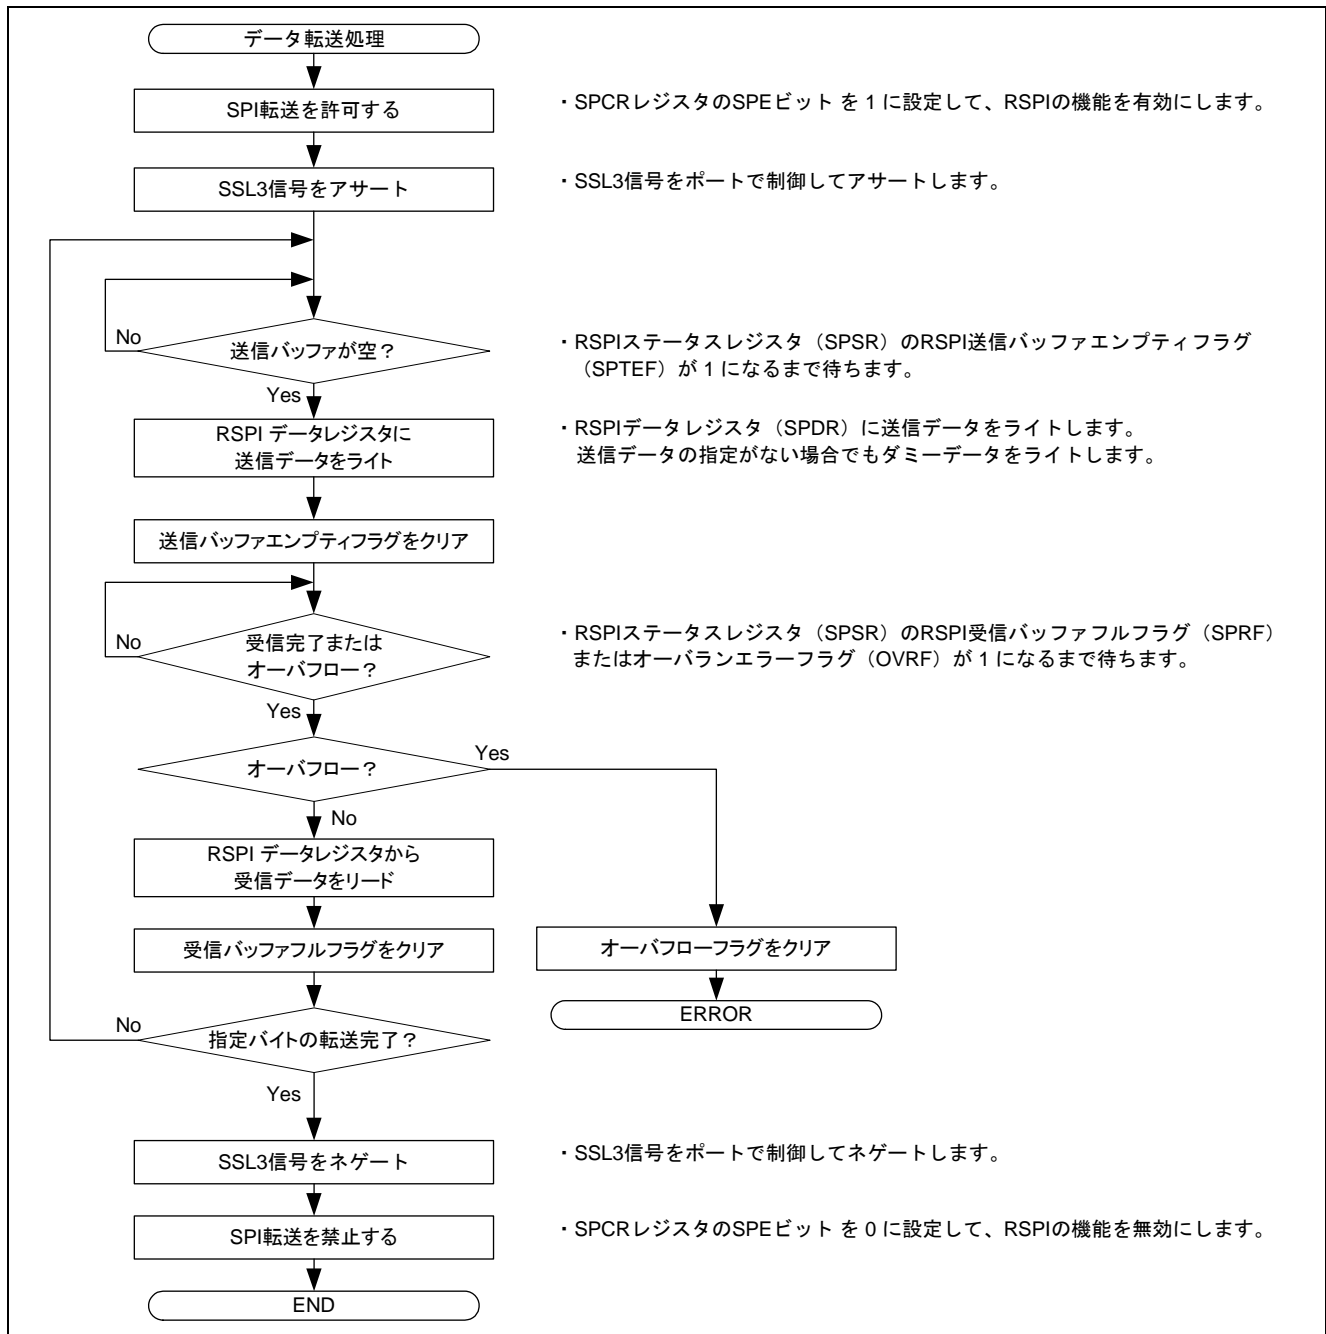 データ転送処理
SPI転送を許可する
・SPCRレジスタのSPEビット を 1 に設定して、RSPIの機能を有効にします。
SSL3信号をアサート
・SSL3信号をポートで制御してアサートします。
No
送信バッファが空？
・RSPIステータスレジスタ（SPSR）のRSPI送信バッファエンプティフラグ
（SPTEF）が 1 になるまで待ちます。
Yes
RSPI データレジスタに
送信データをライト
・RSPIデータレジスタ（SPDR）に送信データをライトします。
送信データの指定がない場合でもダミーデータをライトします。
送信バッファエンプティフラグをクリア
No
受信完了または
オーバフロー？
・RSPIステータスレジスタ（SPSR）のRSPI受信バッファフルフラグ（SPRF）
またはオーバランエラーフラグ（OVRF）が 1 になるまで待ちます。
Yes
オーバフロー？
Yes
No
RSPI データレジスタから
受信データをリード
受信バッファフルフラグをクリア
オーバフローフラグをクリア
ERROR
No
指定バイトの転送完了？
Yes
SSL3信号をネゲート
・SSL3信号をポートで制御してネゲートします。
SPI転送を禁止する
・SPCRレジスタのSPEビット を 0 に設定して、RSPIの機能を無効にします。
END